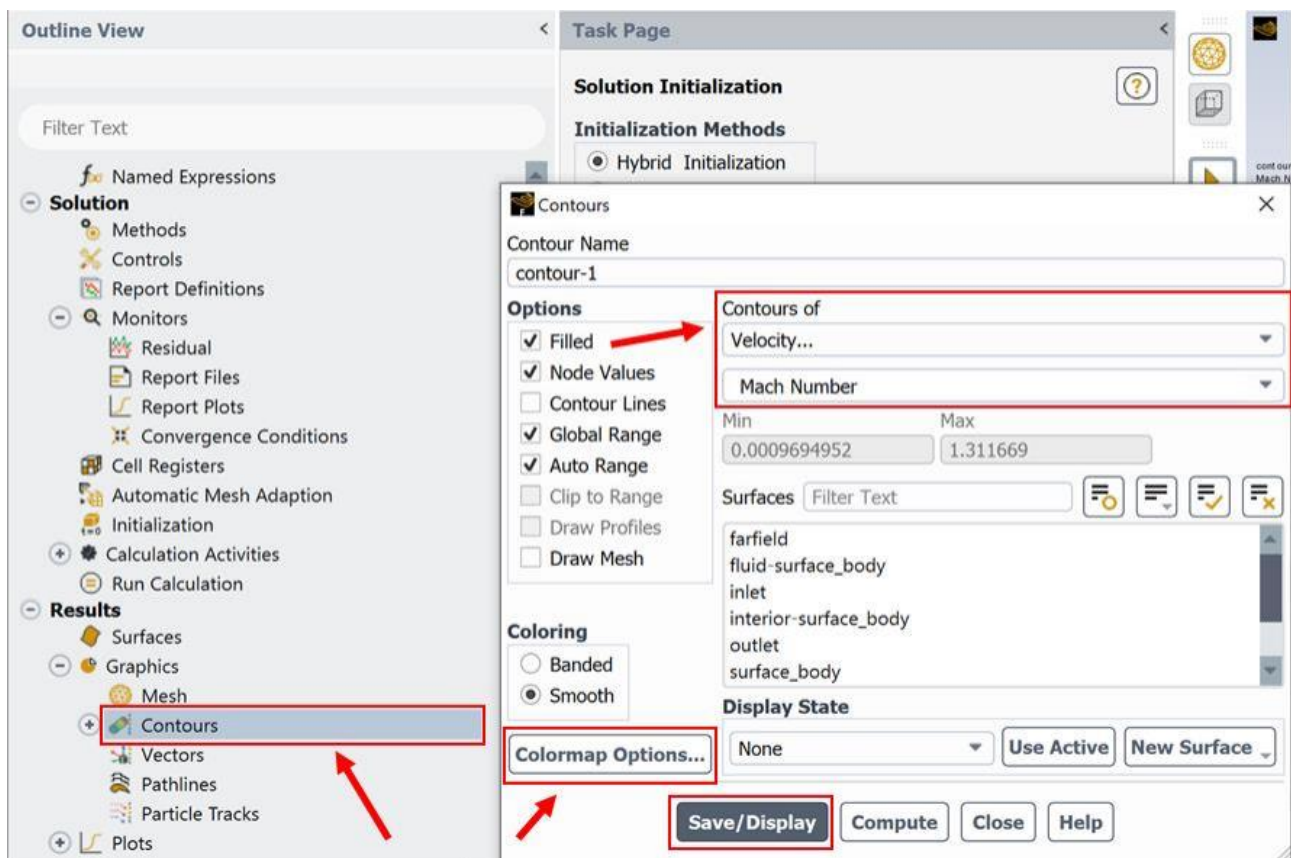 Outline View
<
Filter Text
Named Expressions
Solution
Methods
Controls
Report Definitions
Monitors
Residual
Report Files
Report Plots
Convergence Conditions
Cell Registers
Automatic Mesh Adaption
t=0 Initialization
Calculation Activities
Run Calculation
Results
Surfaces
Graphics
Mesh
Contours
Vectors
Pathlines
Particle Tracks
Plots
Task Page
<
Solution Initialization
?
Initialization Methods
Hybrid Initialization
Mach N
Contours
Contour Name
contour-1
Options
Filled
Node Values
Contour Lines
Global Range
Auto Range
Clip to Range
Draw Profiles
Draw Mesh
Coloring
Banded
Smooth
Colormap Options...
Contours of
Velocity...
Mach Number
Min Max
0.0009694952 1.311669
Surfaces Filter Text
farfield
fluid-surface_body
inlet
interior-surface_body
outlet
surface_body
Display State
None Use Active New Surface
Save/Display Compute Close Help